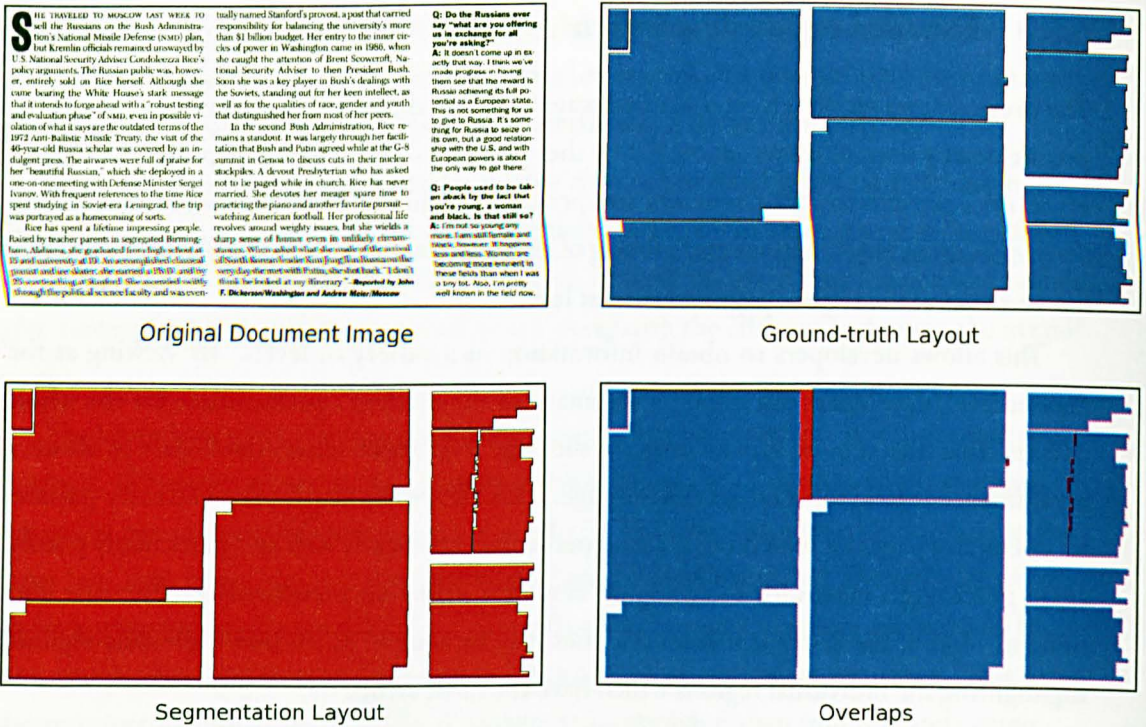 SHE TRAVELED TO MOSCOW LAST WEEK TO
sell the Russians on the Bush Administra-
tion's National Missile Defense (NMD) plan,
but Kremlin officials remained unswayed by
U.S. National Security Adviser Condoleezza Rice's
policy arguments. The Russian public was, howev-
er, entirely sold on Rice herself. Although she
came bearing the White House's stark message
that it intends to forge ahead with a "robust testing
and evaluation phase" of NMD, even in possible vi-
olation of what it says are the outdated terms of the
1972 Anti-Ballistic Missile Treaty, the visit of the
46-year-old Russia scholar was covered by an in-
dulgent press. The airwaves were full of praise for
her "beautiful Russian," which she deployed in a
one-on-one meeting with Defense Minister Sergei
Ivanov. With frequent references to the time Rice
spent studying in Soviet-era Leningrad, the trip
was portrayed as a homecoming of sorts.
Rice has spent a lifetime impressing people.
Raised by teacher parents in segregated Birming-
ham, Alabama, she graduated from high school at
15 and university at 19. An accomplished classical
pianist and ice skater, she earned a Ph.D. and by
25 was teaching at Stanford. She ascended swiftly
through the political science faculty and was even-
tually named Stanford's provost, a post that carried
responsibility for balancing the university's more
than $1 billion budget. Her entry to the inner cir-
cles of power in Washington came in 1986, when
she caught the attention of Brent Scowcroft, Na-
tional Security Adviser to then President Bush.
Soon she was a key player in Bush's dealings with
the Soviets, standing out for her keen intellect, as
well as for the qualities of race, gender and youth
that distinguished her from most of her peers.
In the second Bush Administration, Rice re-
mains a standout. It was largely through her facili-
tation that Bush and Putin agreed while at the G-8
summit in Genoa to discuss cuts in their nuclear
stockpiles. A devout Presbyterian who has asked
not to be paged while in church, Rice has never
married. She devotes her meager spare time to
practicing the piano and another favorite pursuit—
watching American football. Her professional life
revolves around weighty issues, but she wields a
sharp sense of humor even in unlikely circum-
stances. When asked what she made of the arrival
of North Korean leader Kim Jong Il in Russia on the
very day she met with Putin, she shot back, "I don't
think he looked at my itinerary." —Reported by John
F. Dickerson/Washington and Andrew Meier/Moscow
Q: Do the Russians ever
say "what are you offering
us in exchange for all
you're asking?"
A: It doesn't come up in ex-
actly that way. I think we've
made progress in having
them see that the reward is
Russia achieving its full po-
tential as a European state.
This is not something for us
to give to Russia. It's some-
thing for Russia to seize on
its own, but a good relation-
ship with the U.S. and with
European powers is about
the only way to get there.
Q: People used to be tak-
en aback by the fact that
you're young, a woman
and black. Is that still so?
A: I'm not so young any
more. I am still female and
black, however. It happens
less and less. Women are
becoming more eminent in
these fields than when I was
a tiny tot. Also, I'm pretty
well known in the field now.
Original Document Image
Ground-truth Layout
Segmentation Layout
Overlaps